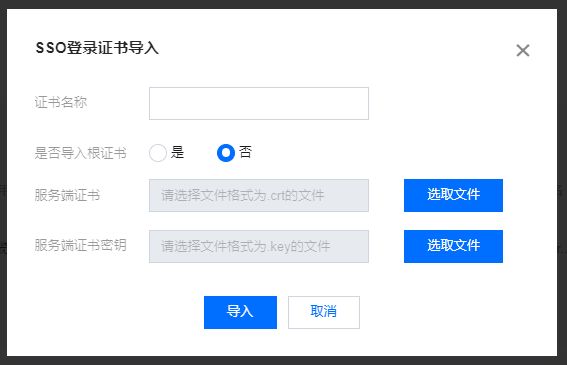 SSO登录证书导入
证书名称
是否导入根证书 是 否
服务端证书 请选择文件格式为.crt的文件 选取文件
服务端证书密钥 请选择文件格式为.key的文件 选取文件
导入 取消